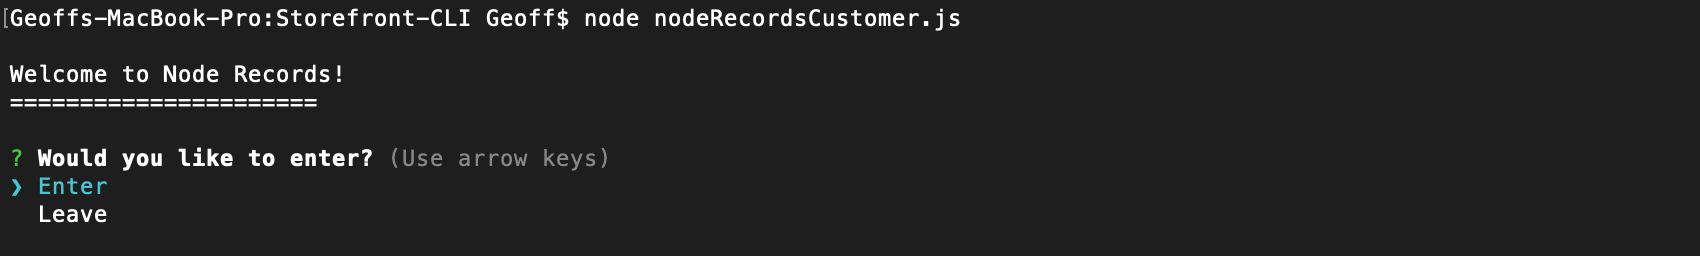 [Geoffs-MacBook-Pro:Storefront-CLI Geoff$ node nodeRecordsCustomer.js
Welcome to Node Records!
======================
? Would you like to enter? (Use arrow keys)
❯ Enter
Leave